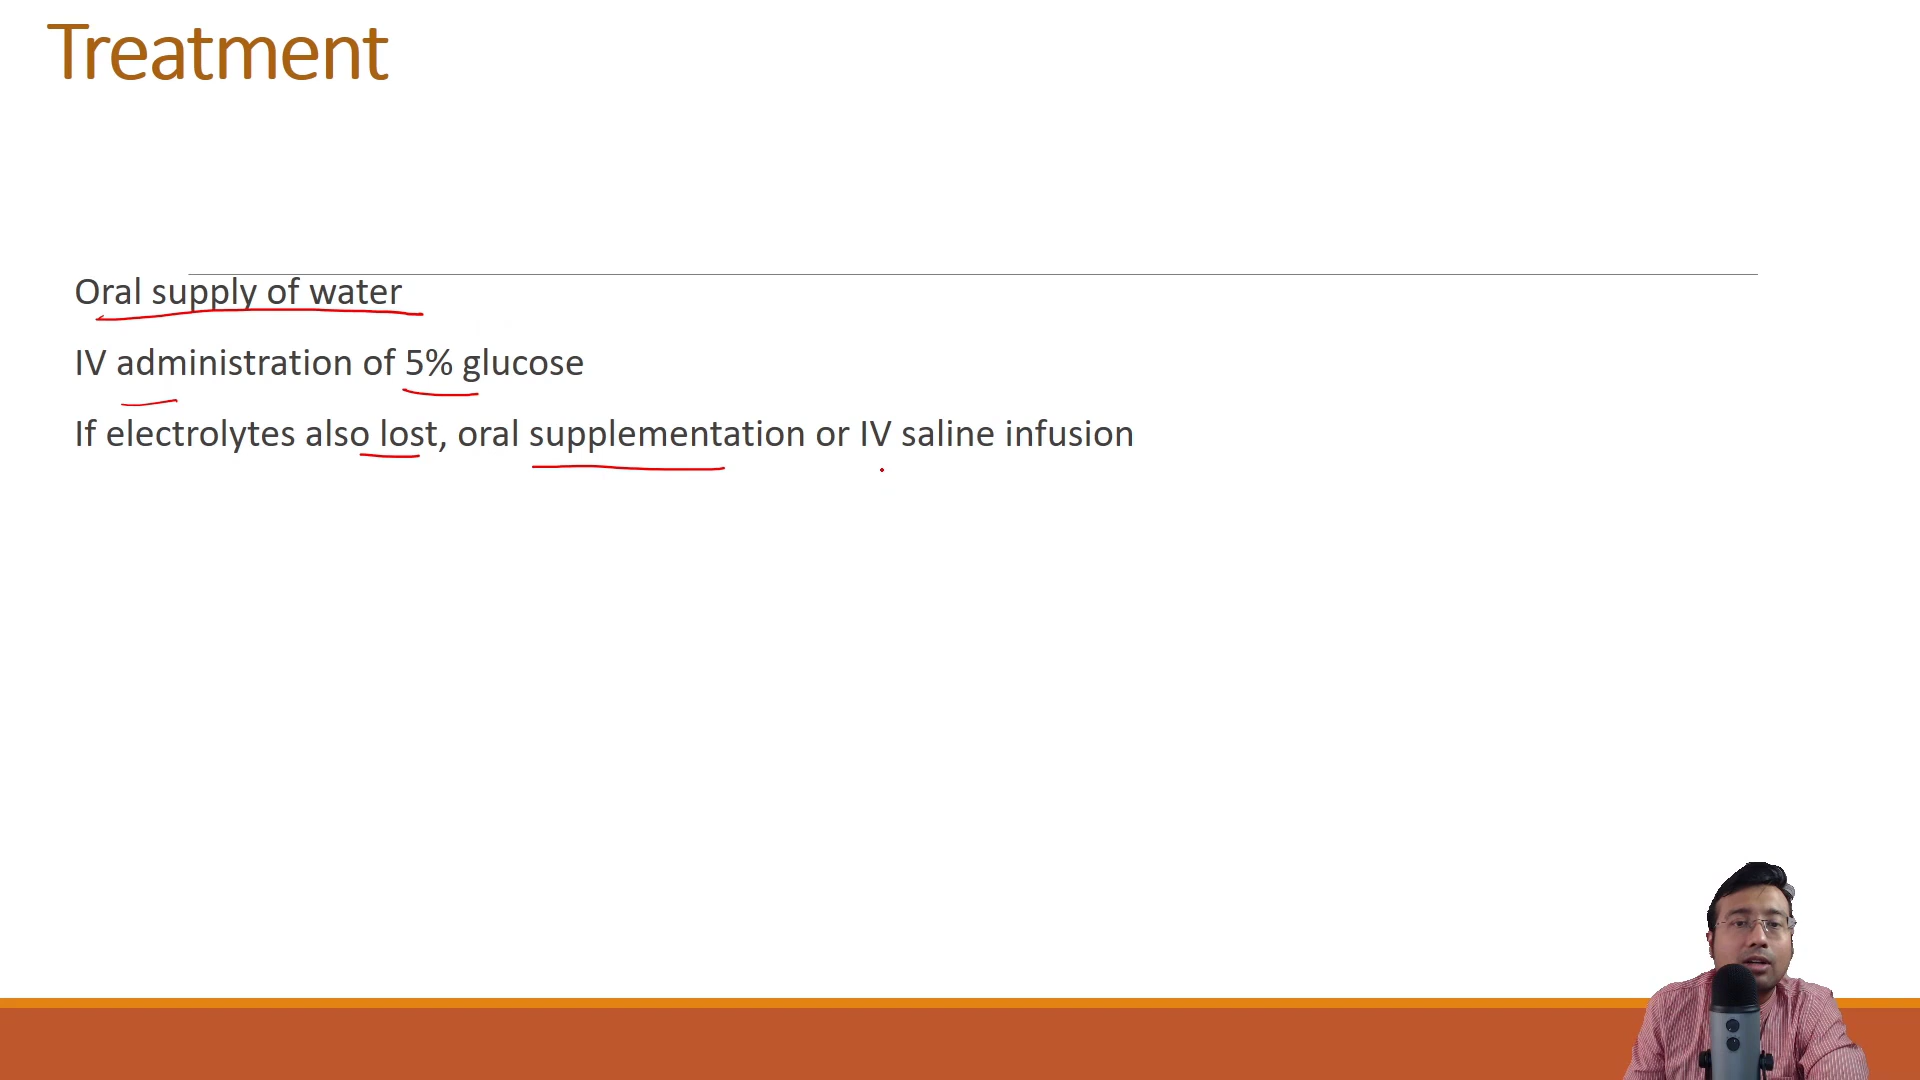 Treatment
Oral supply of water
IV administration of 5% glucose
If electrolytes also lost, oral supplementation or IV saline infusion